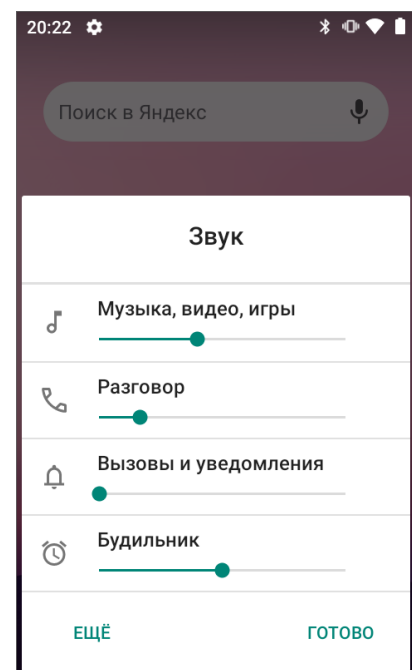 20:22
Поиск в Яндекс
Звук
Музыка, видео, игры
Разговор
Вызовы и уведомления
Будильник
ЕЩЁ
ГОТОВО